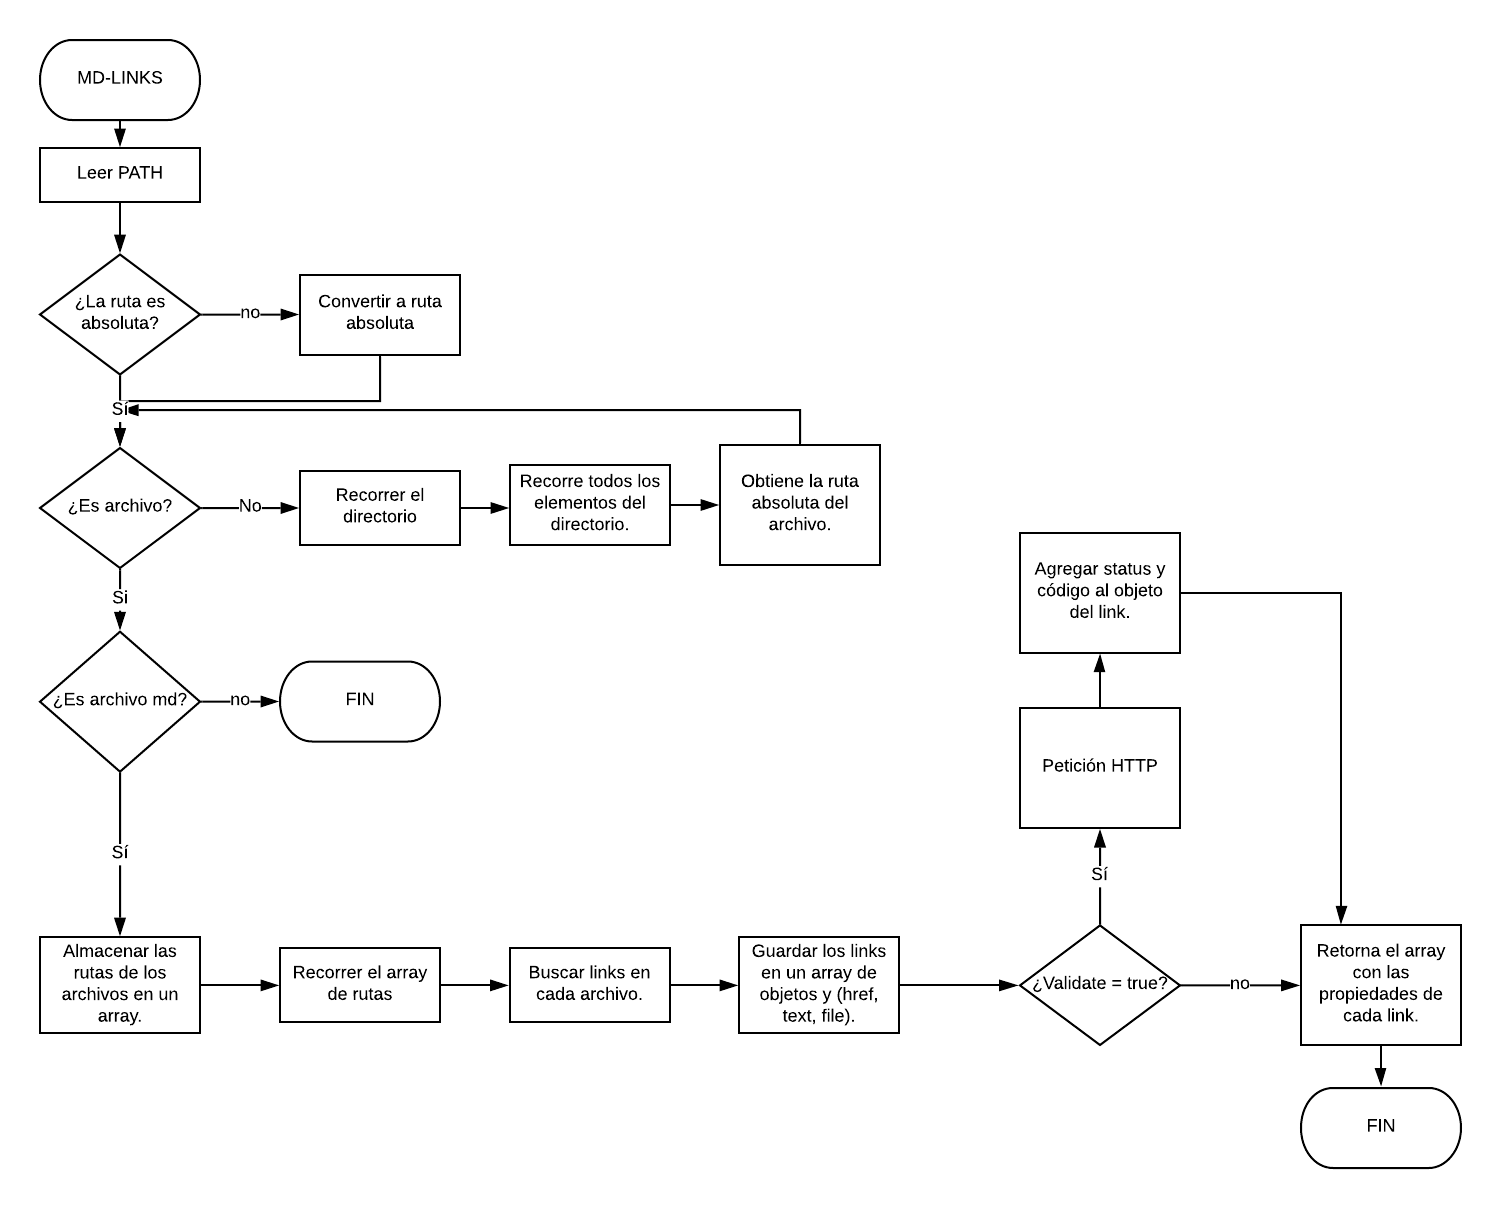 MD-LINKS
Leer PATH
¿La ruta es
absoluta?
no
Convertir a ruta
absoluta
Sí
¿Es archivo?
No
Recorrer el
directorio
Recorre todos los
elementos del
directorio.
Obtiene la ruta
absoluta del
archivo.
Si
¿Es archivo md?
no
FIN
Sí
Almacenar las
rutas de los
archivos en un
array.
Recorrer el array
de rutas
Buscar links en
cada archivo.
Guardar los links
en un array de
objetos y (href,
text, file).
¿Validate = true?
Sí
Petición HTTP
Agregar status y
código al objeto
del link.
no
Retorna el array
con las
propiedades de
cada link.
FIN